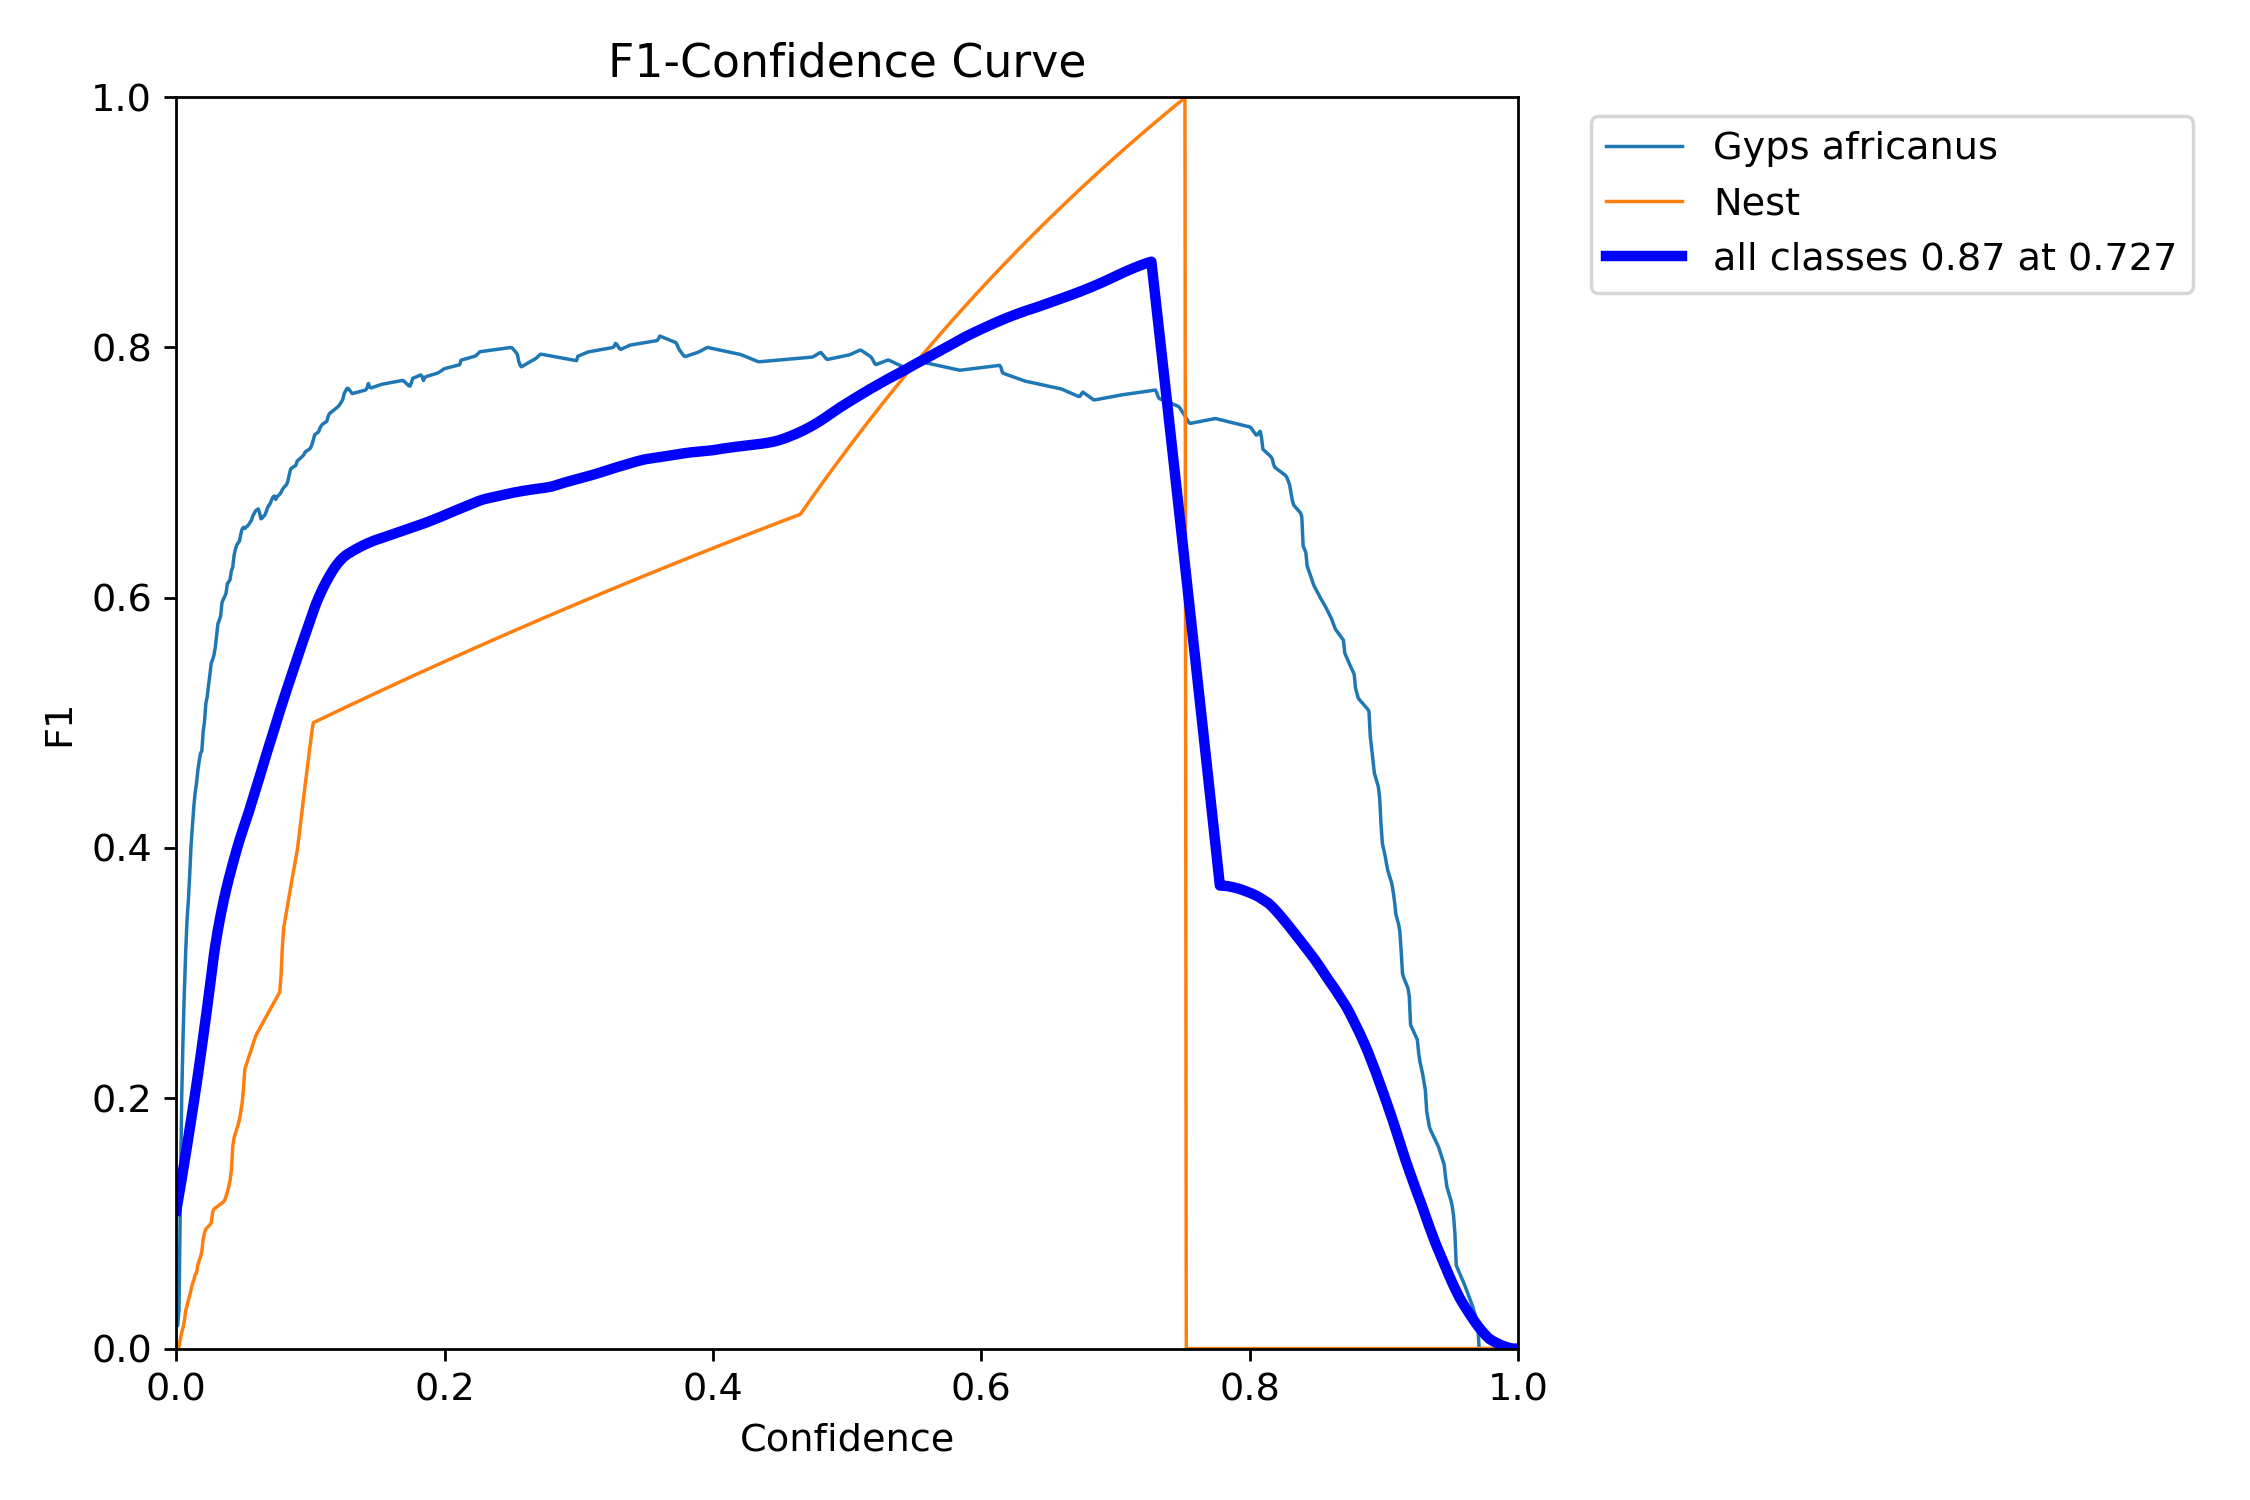 F1-Confidence Curve
1.0
0.8
0.6
0.4
0.2
0.0
F1
0.0 0.2 0.4 0.6 0.8 1.0
Confidence
Gyps africanus
Nest
all classes 0.87 at 0.727